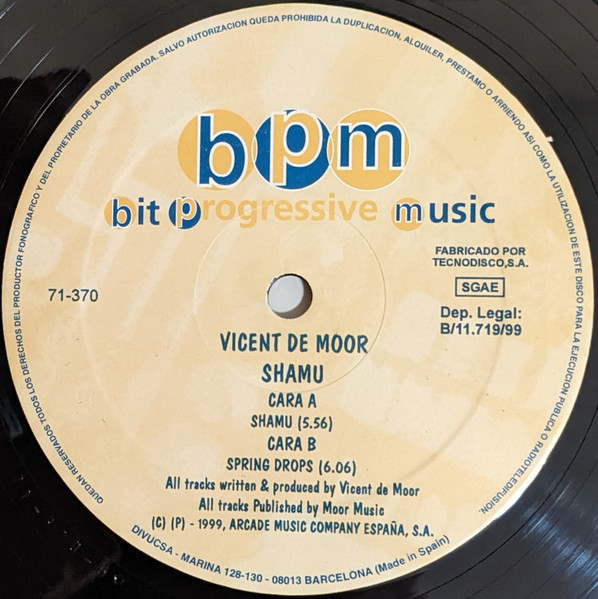 QUEDAN RESERVADOS TODOS LOS DERECHOS DEL PRODUCTOR FONOGRAFICO Y DEL PROPIETARIO DE LA OBRA GRABADA. SALVO AUTORIZACION QUEDA PROHIBIDA LA DUPLICACION, ALQUILER, PRESTAMO O ARRIENDO ASI COMO LA UTILIZACION DE ESTE DISCO PARA LA EJECUCION PUBLICA O RADIOTELEDIFUSION.
bpm
bit progressive music
FABRICADO POR
TECNODISCO,S.A.
SGAE
71-370
Dep. Legal:
B/11.719/99
VICENT DE MOOR
SHAMU
CARA A
SHAMU (5.56)
CARA B
SPRING DROPS (6.06)
All tracks written & produced by Vicent de Moor
All tracks Published by Moor Music
(C) (P) - 1999, ARCADE MUSIC COMPANY ESPAÑA, S.A.
DIVUCSA - MARINA 128-130 - 08013 BARCELONA (Made in Spain)